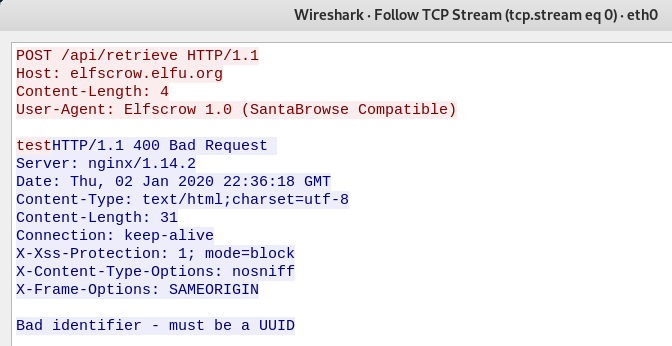 Wireshark · Follow TCP Stream (tcp.stream eq 0) · eth0
POST /api/retrieve HTTP/1.1
Host: elfscrow.elfu.org
Content-Length: 4
User-Agent: Elfscrow 1.0 (SantaBrowse Compatible)
testHTTP/1.1 400 Bad Request
Server: nginx/1.14.2
Date: Thu, 02 Jan 2020 22:36:18 GMT
Content-Type: text/html;charset=utf-8
Content-Length: 31
Connection: keep-alive
X-Xss-Protection: 1; mode=block
X-Content-Type-Options: nosniff
X-Frame-Options: SAMEORIGIN
Bad identifier - must be a UUID